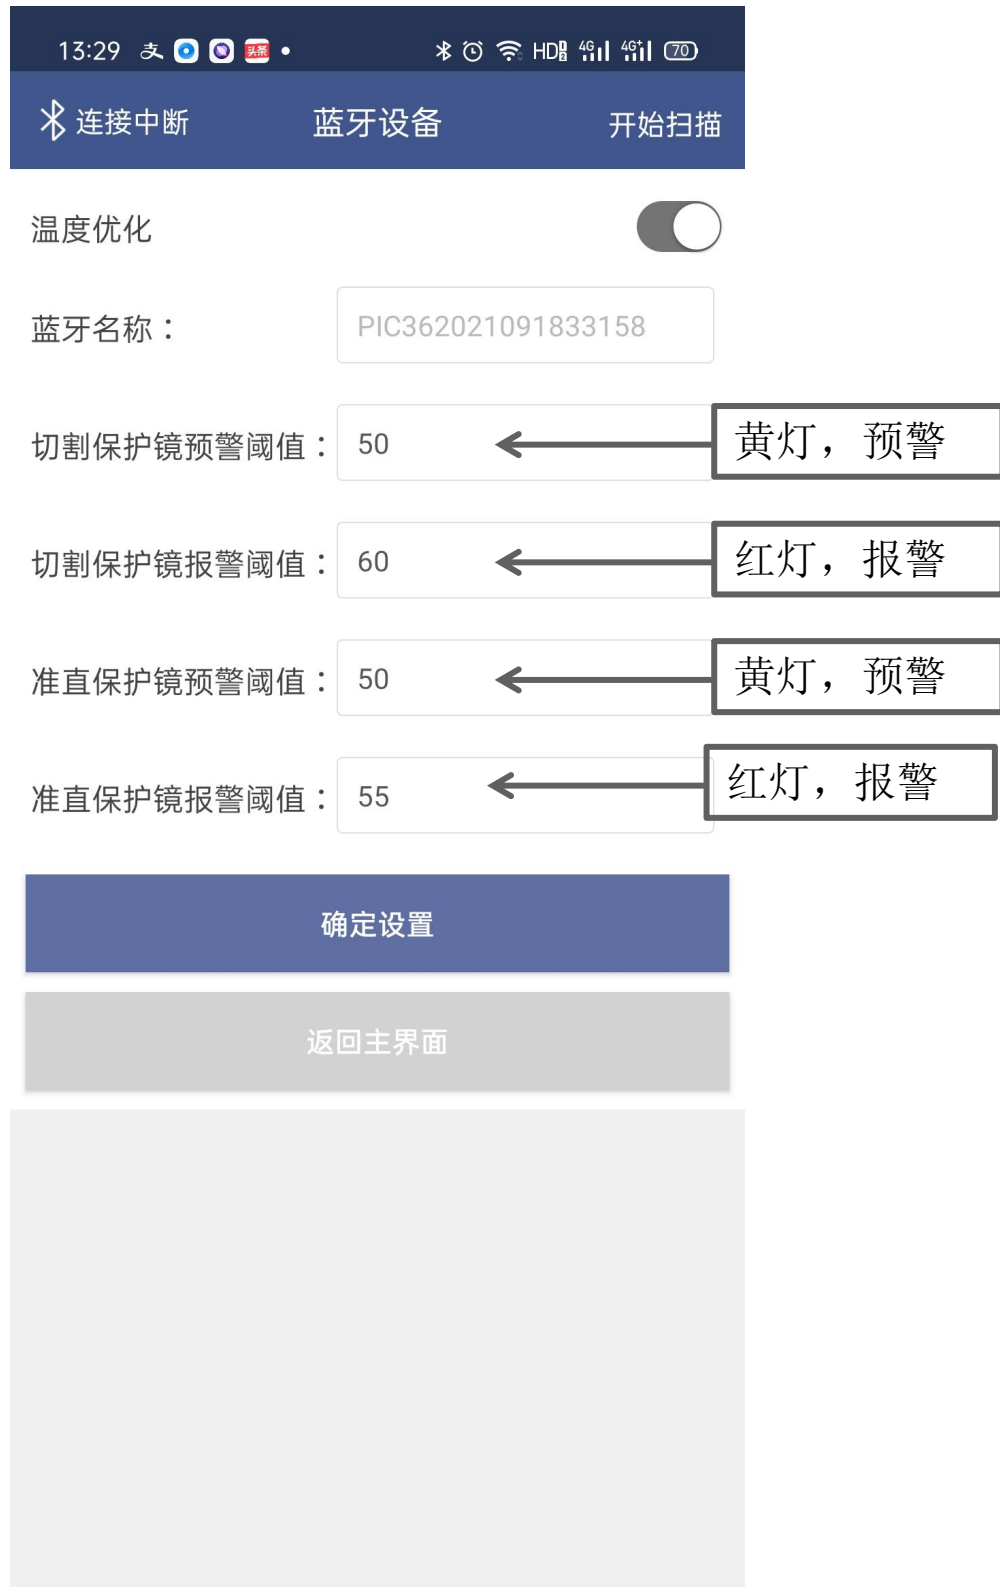 13:29 支 头条 HD 4G 4G+ 70
连接中断 蓝牙设备 开始扫描
温度优化
蓝牙名称： PIC362021091833158
切割保护镜预警阈值： 50 黄灯，预警
切割保护镜报警阈值： 60 红灯，报警
准直保护镜预警阈值： 50 黄灯，预警
准直保护镜报警阈值： 55 红灯，报警
确定设置
返回主界面